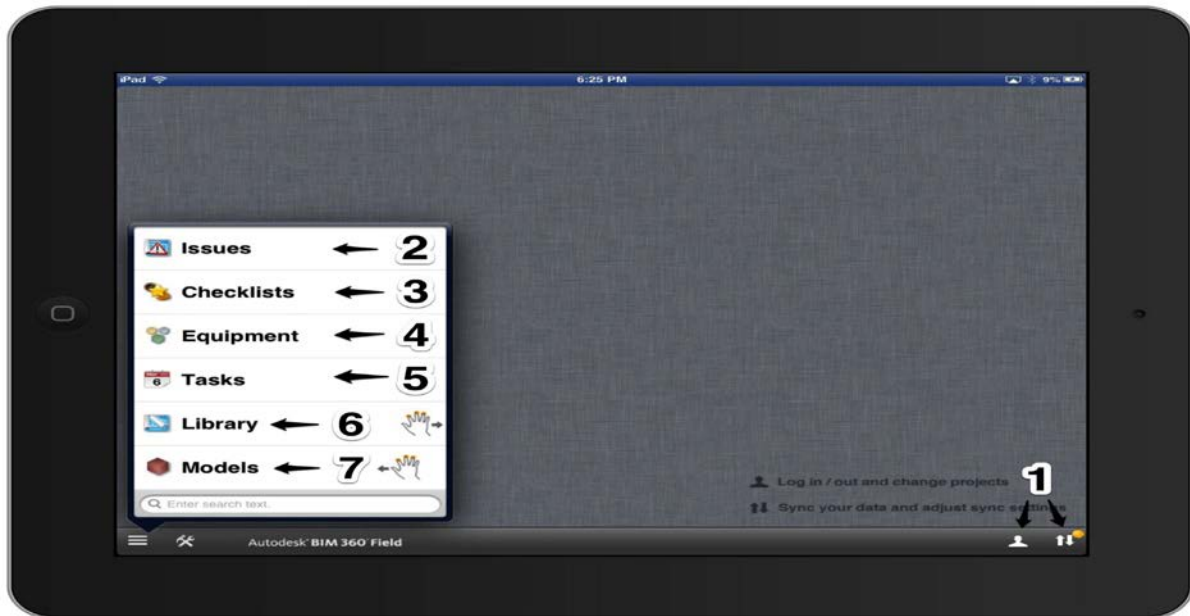 iPad 6:25 PM 9%
Issues 2
Checklists 3
Equipment 4
Tasks 5
6
Library 6
Models 7
Enter search text.
1
Log in / out and change projects
Sync your data and adjust sync settings
Autodesk BIM 360 Field